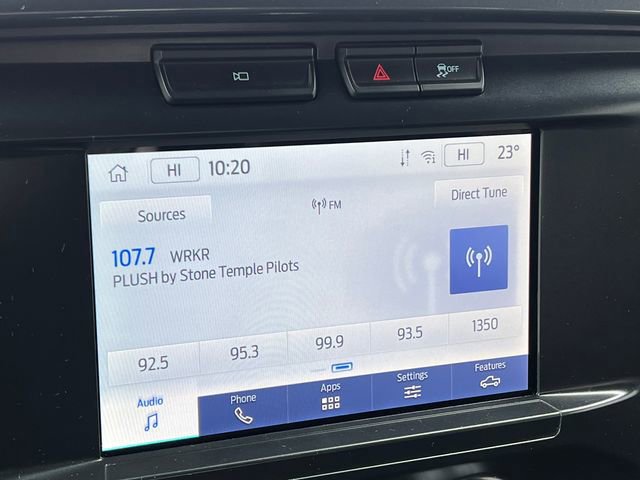 OFF
HI 10:20 HI 23°
Sources FM Direct Tune
107.7 WRKR
PLUSH by Stone Temple Pilots
92.5 95.3 99.9 93.5 1350
Audio Phone Apps Settings Features